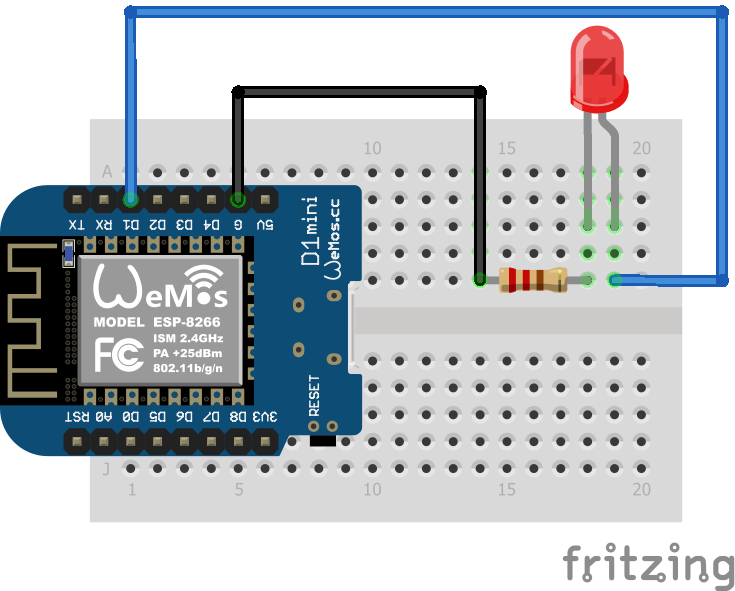 10 15 20
A
TX RX D1 D2 D3 D4 G 5V
D1 mini
WeMos.cc
WeMos
MODEL ESP-8266
ISM 2.4GHz
FC PA +25dBm
802.11b/g/n
RESET
RST A0 D0 D5 D6 D7 D8 3V3
J
1 5 10 15 20
fritzing